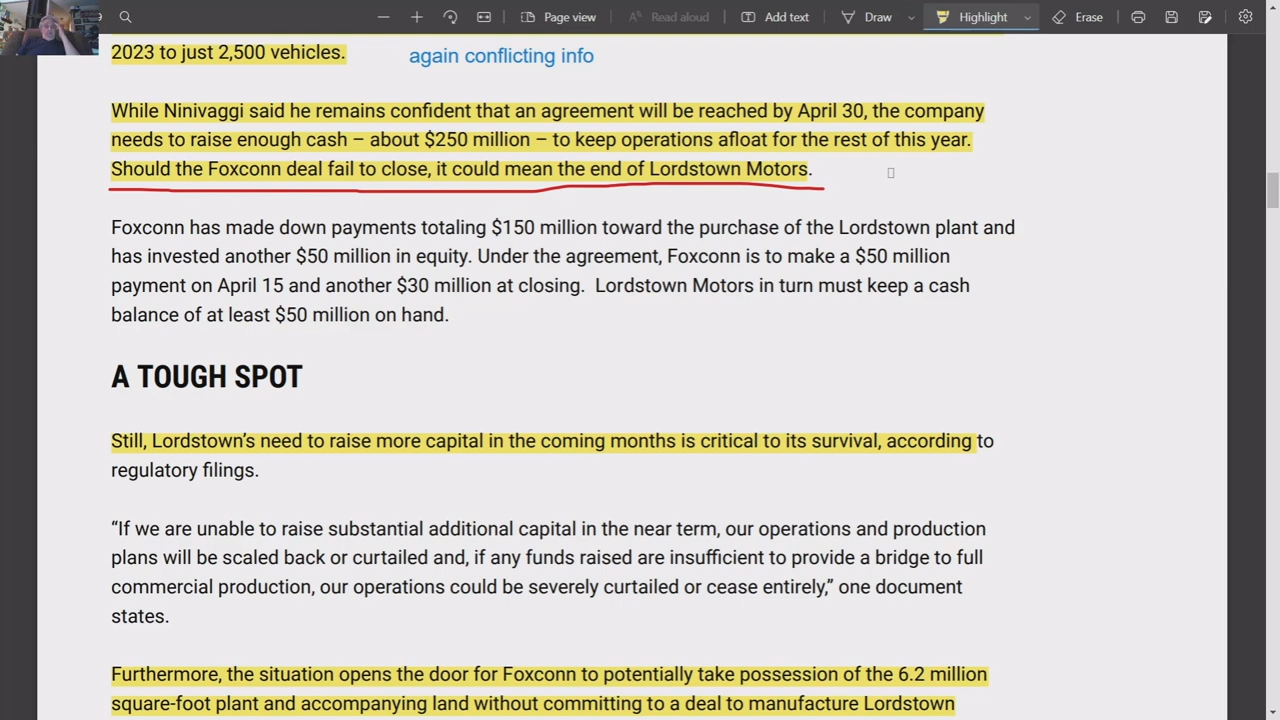 Page view
Read aloud
Add text
Draw
Highlight
Erase
2023 to just 2,500 vehicles.
again conflicting info
While Ninivaggi said he remains confident that an agreement will be reached by April 30, the company
needs to raise enough cash – about $250 million – to keep operations afloat for the rest of this year.
Should the Foxconn deal fail to close, it could mean the end of Lordstown Motors.
Foxconn has made down payments totaling $150 million toward the purchase of the Lordstown plant and
has invested another $50 million in equity. Under the agreement, Foxconn is to make a $50 million
payment on April 15 and another $30 million at closing.  Lordstown Motors in turn must keep a cash
balance of at least $50 million on hand.
A TOUGH SPOT
Still, Lordstown’s need to raise more capital in the coming months is critical to its survival, according to
regulatory filings.
“If we are unable to raise substantial additional capital in the near term, our operations and production
plans will be scaled back or curtailed and, if any funds raised are insufficient to provide a bridge to full
commercial production, our operations could be severely curtailed or cease entirely,” one document
states.
Furthermore, the situation opens the door for Foxconn to potentially take possession of the 6.2 million
square-foot plant and accompanying land without committing to a deal to manufacture Lordstown